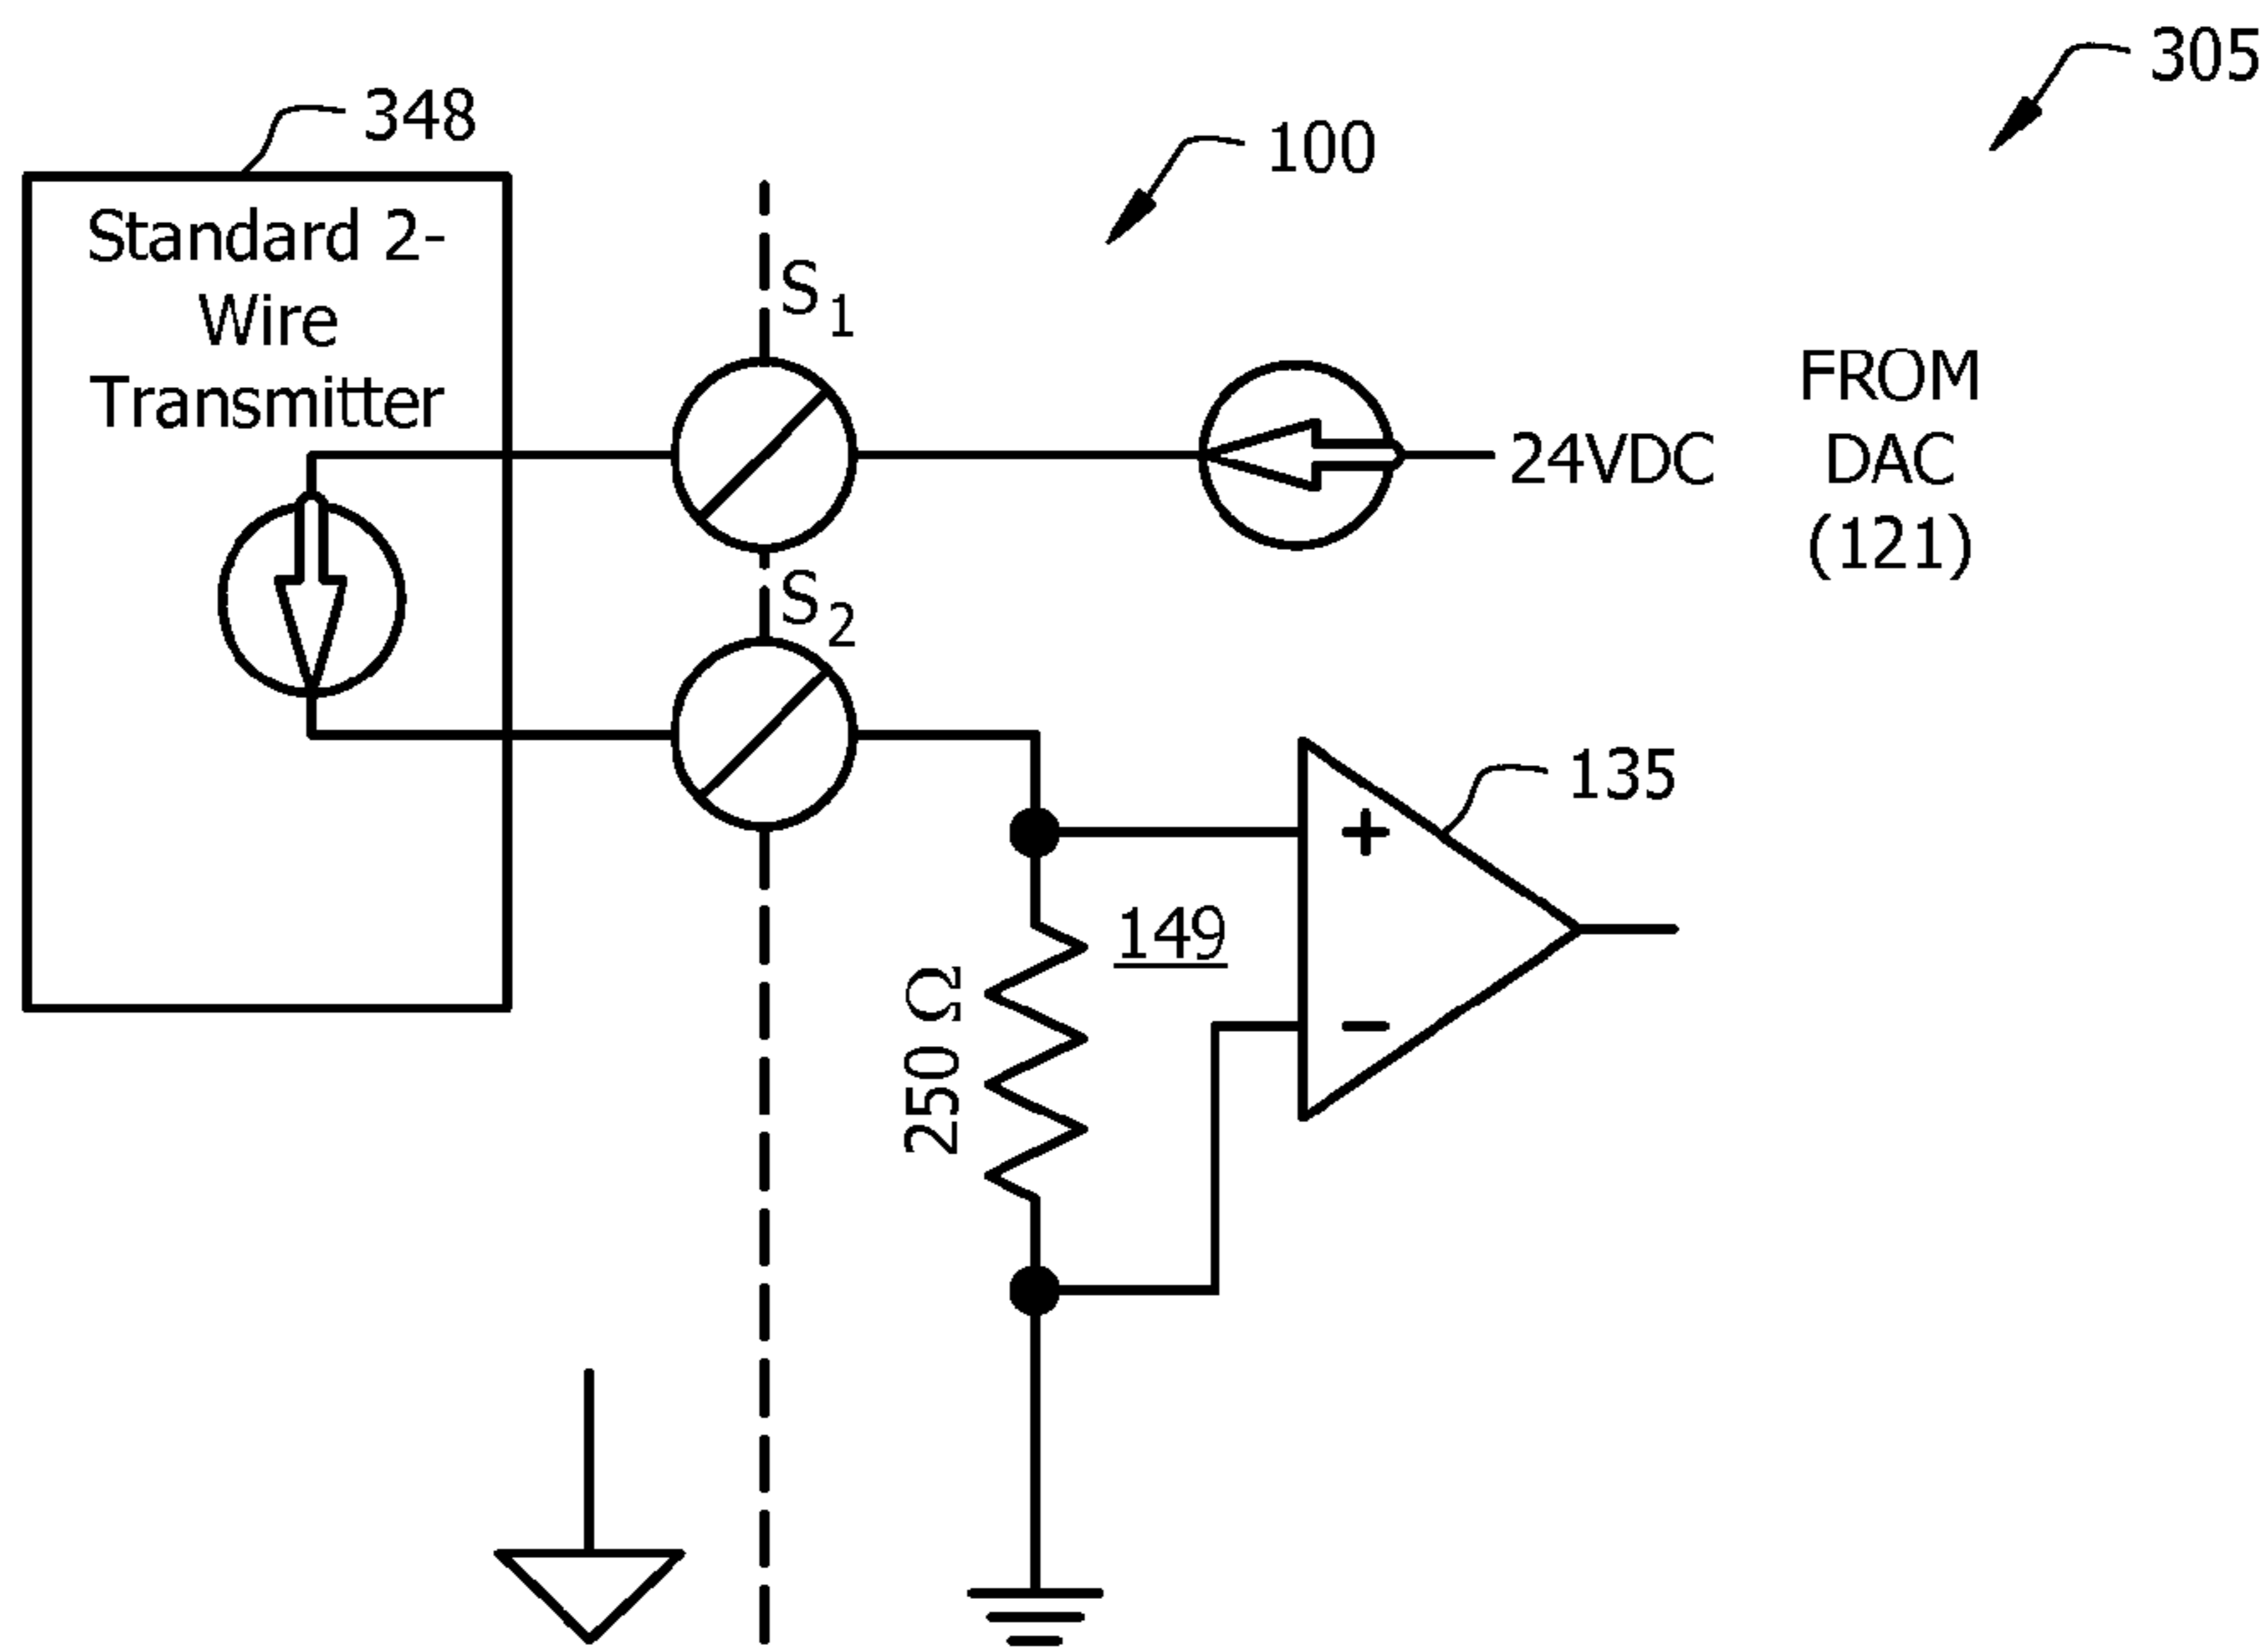 305
348
100
Standard 2-
Wire
Transmitter
S1
FROM
24VDC DAC
(121)
S2
135
+
149
250 Ω
−